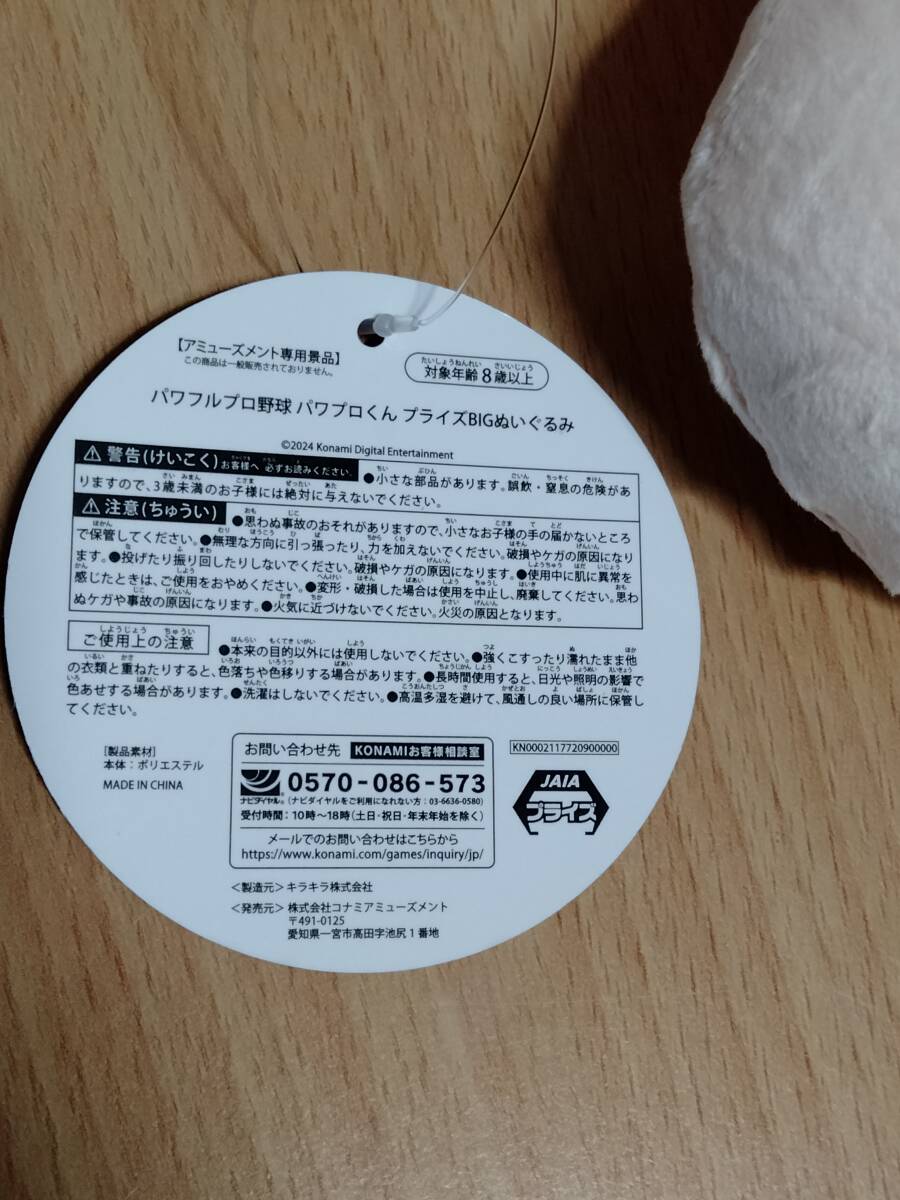 【アミューズメント専用景品】
この商品は一般販売されておりません。
対象年齢8歳以上
パワフルプロ野球 パワプロくん プライズBIGぬいぐるみ
©2024 Konami Digital Entertainment
⚠警告(けいこく) お客様へ 必ずお読みください。 ●小さな部品があります。誤飲・窒息の危険があ
りますので、3歳未満のお子様には絶対に与えないでください。
⚠注意(ちゅうい) ●思わぬ事故のおそれがありますので、小さなお子様の手の届かないところ
で保管してください。●無理な方向に引っ張ったり、力を加えないでください。破損やケガの原因になり
ます。●投げたり振り回したりしないでください。破損やケガの原因になります。●使用中に肌に異常を
感じたときは、ご使用をおやめください。●変形・破損した場合は使用を中止し、廃棄してください。思わ
ぬケガや事故の原因になります。●火気に近づけないでください。火災の原因となります。
ご使用上の注意 ●本来の目的以外には使用しないでください。●強くこすったり濡れたまま他
の衣類と重ねたりすると、色落ちや色移りする場合があります。●長時間使用すると、日光や照明の影響で
色あせする場合があります。●洗濯はしないでください。●高温多湿を避けて、風通しの良い場所に保管し
てください。
[製品素材]
本体：ポリエステル
MADE IN CHINA
お問い合わせ先 KONAMIお客様相談室
ナビダイヤル® 0570-086-573
(ナビダイヤルをご利用になれない方：03-6636-0580)
受付時間：10時～18時(土日・祝日・年末年始を除く)
メールでのお問い合わせはこちらから
https://www.konami.com/games/inquiry/jp/
KN0002117720900000
JAIA
プライズ
＜製造元＞キラキラ株式会社
＜発売元＞株式会社コナミアミューズメント
〒491-0125
愛知県一宮市高田字池尻1番地